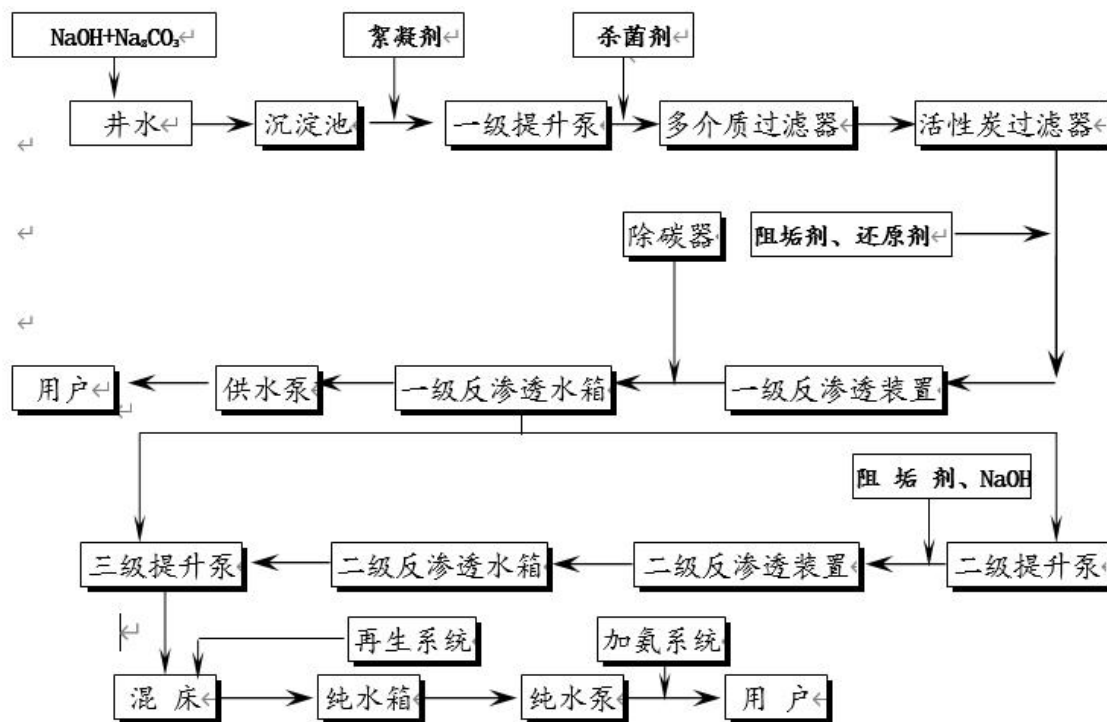 NaOH+Na₂CO₃
絮凝剂
杀菌剂
井水
沉淀池
一级提升泵
多介质过滤器
活性炭过滤器
除碳器
阻垢剂、还原剂
用户
供水泵
一级反渗透水箱
一级反渗透装置
阻 垢 剂、NaOH
三级提升泵
二级反渗透水箱
二级反渗透装置
二级提升泵
再生系统
加氨系统
混 床
纯水箱
纯水泵
用 户